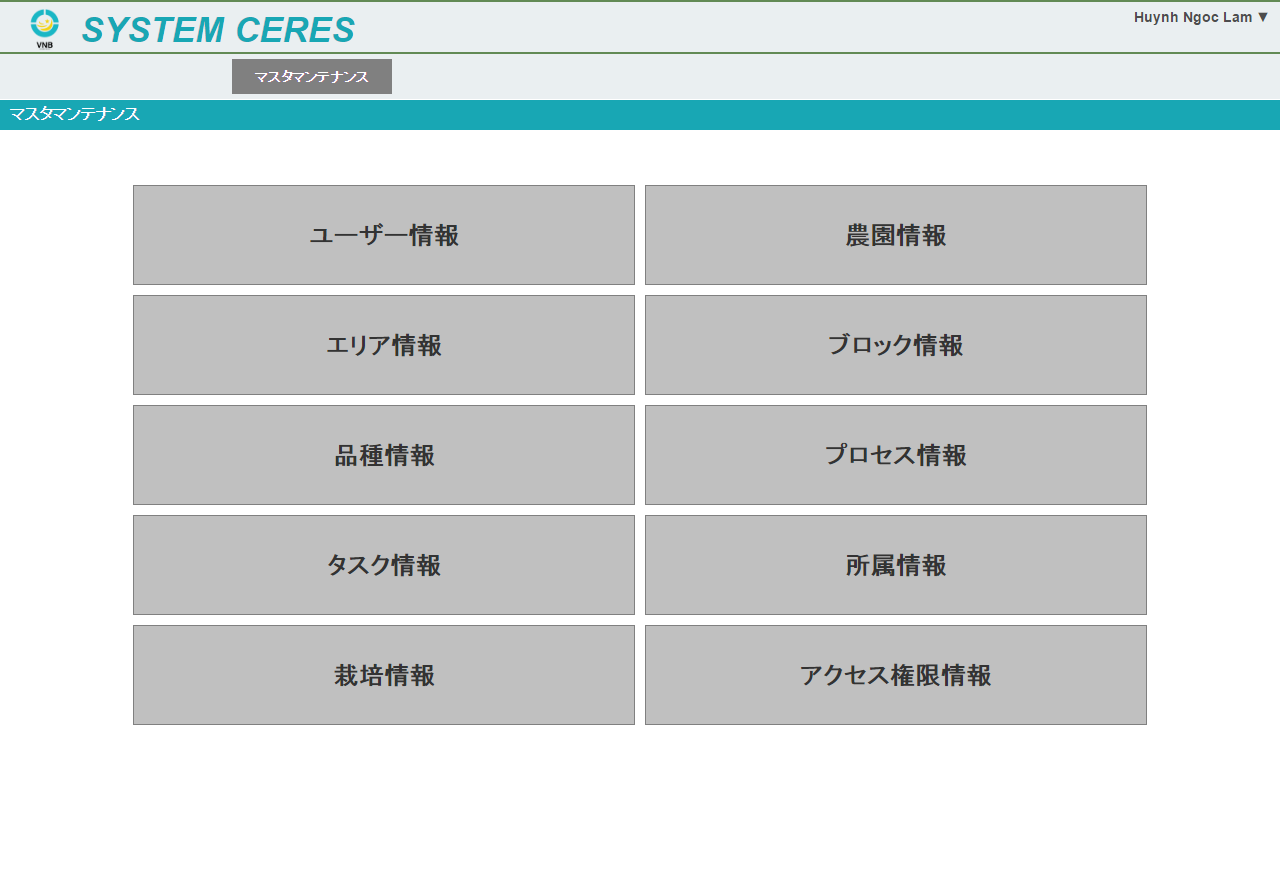 VNB
SYSTEM CERES
Huynh Ngoc Lam ▼
マスタマンテナンス
マスタマンテナンス
ユーザー情報
農園情報
エリア情報
ブロック情報
品種情報
プロセス情報
タスク情報
所属情報
栽培情報
アクセス権限情報